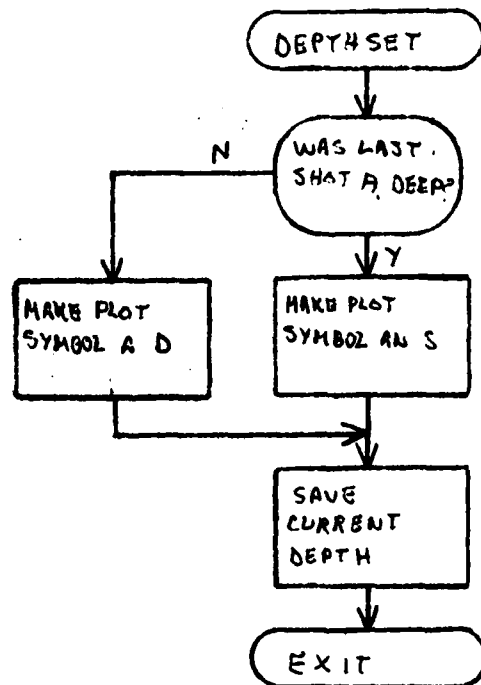 DEPTHSET
WAS LAST
SHOT A DEEP?
N
Y
MAKE PLOT
SYMBOL A D
MAKE PLOT
SYMBOL AN S
SAVE
CURRENT
DEPTH
EXIT